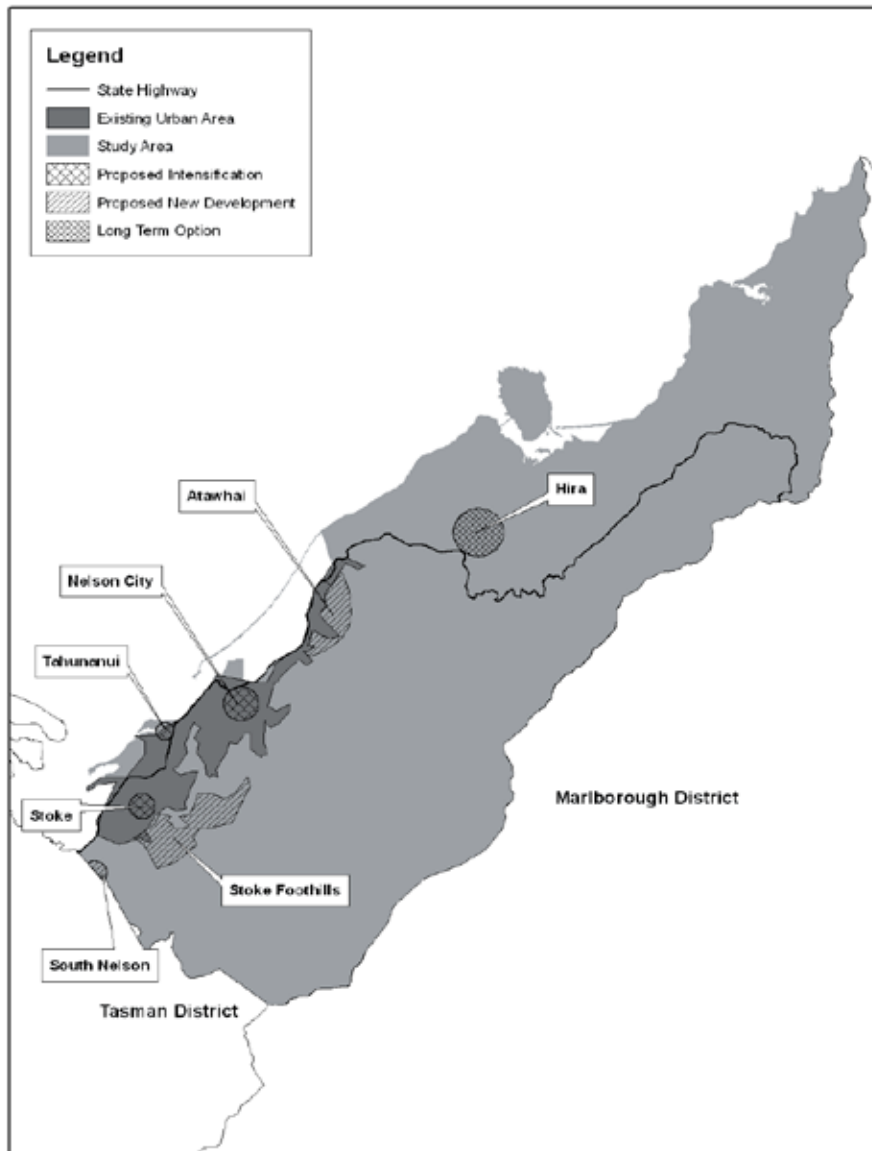 Legend
State Highway
Existing Urban Area
Study Area
Proposed Intensification
Proposed New Development
Long Term Option
Atawhai
Hira
Nelson City
Tahunanui
Stoke
Marlborough District
Stoke Foothills
South Nelson
Tasman District